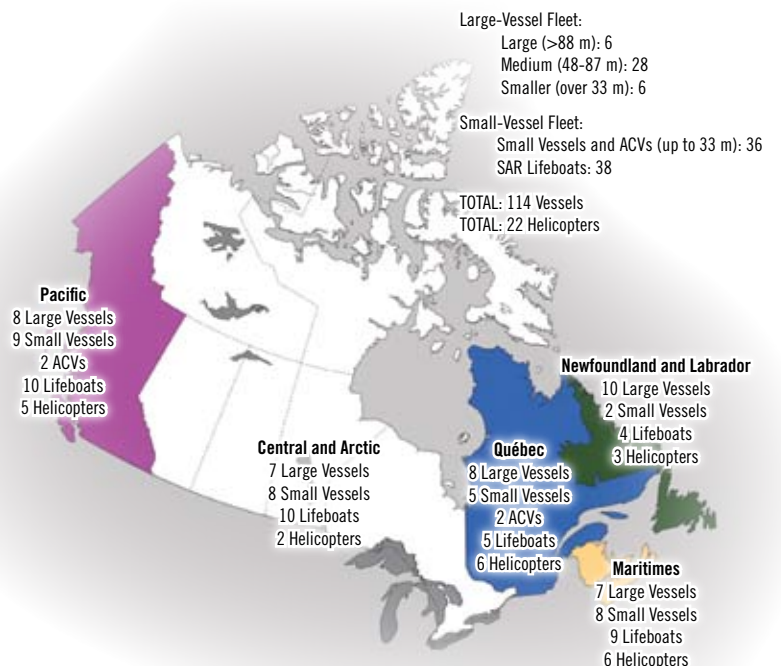 Large-Vessel Fleet:
Large (>88 m): 6
Medium (48-87 m): 28
Smaller (over 33 m): 6
Small-Vessel Fleet:
Small Vessels and ACVs (up to 33 m): 36
SAR Lifeboats: 38
TOTAL: 114 Vessels
TOTAL: 22 Helicopters
Pacific
8 Large Vessels
9 Small Vessels
2 ACVs
10 Lifeboats
5 Helicopters
Central and Arctic
7 Large Vessels
8 Small Vessels
10 Lifeboats
2 Helicopters
Québec
8 Large Vessels
5 Small Vessels
2 ACVs
5 Lifeboats
6 Helicopters
Newfoundland and Labrador
10 Large Vessels
2 Small Vessels
4 Lifeboats
3 Helicopters
Maritimes
7 Large Vessels
8 Small Vessels
9 Lifeboats
6 Helicopters